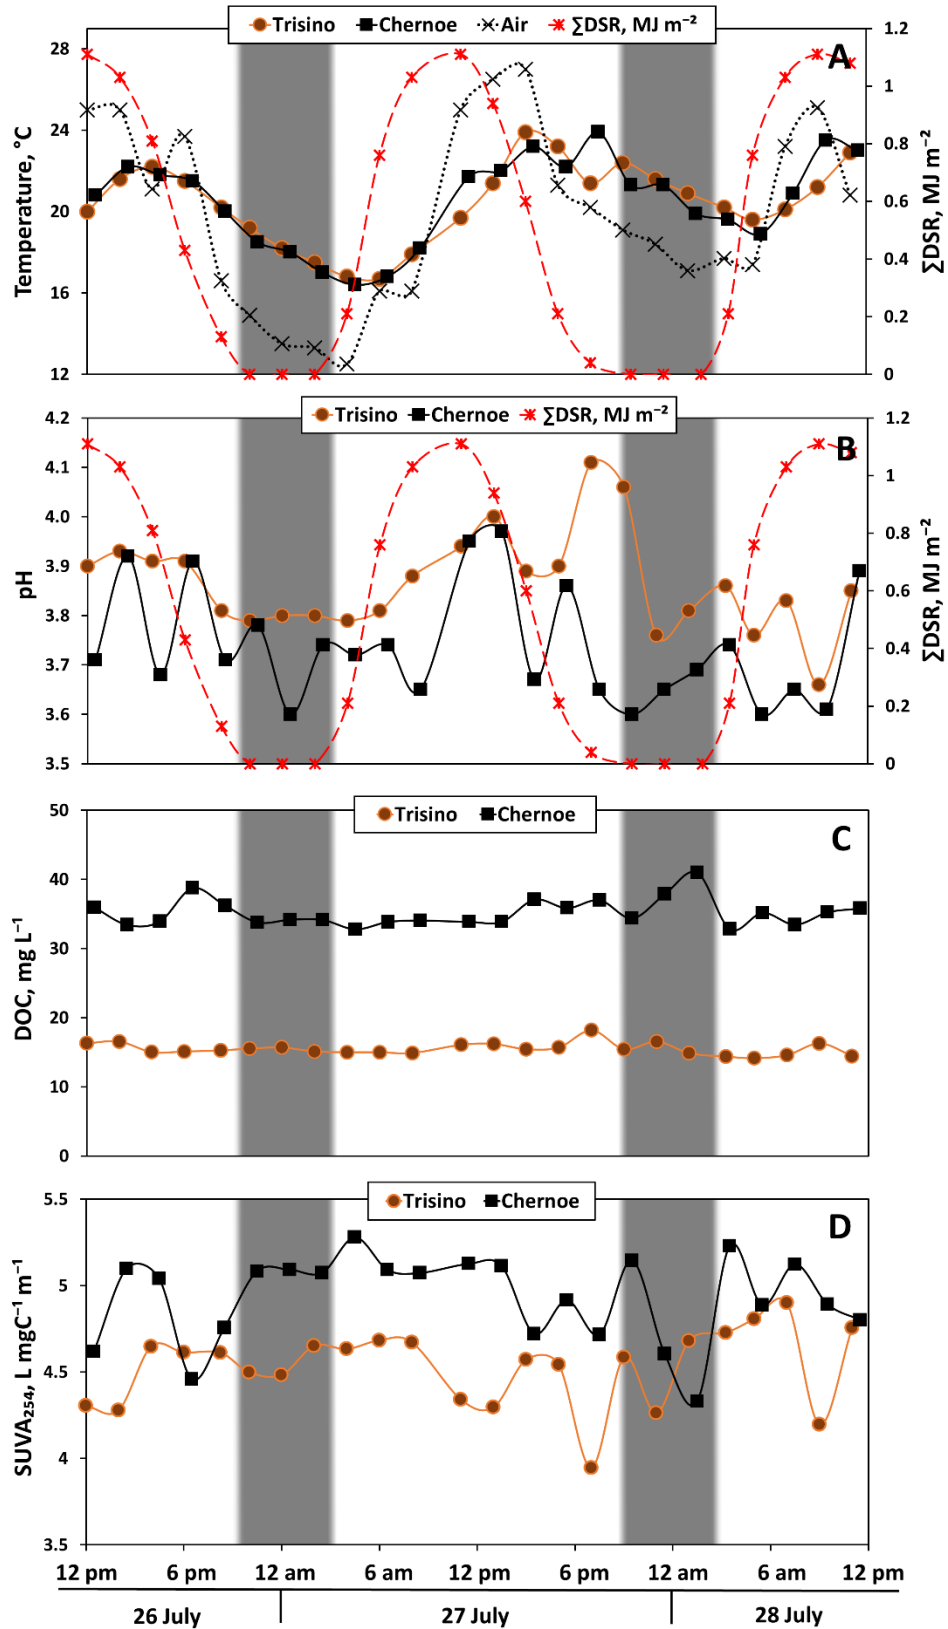 Trisino Chernoe Air ∑DSR, MJ m⁻²
A
28
24
20
16
12
Temperature, °C
1.2
1
0.8
0.6
0.4
0.2
0
∑DSR, MJ m⁻²
Trisino Chernoe ∑DSR, MJ m⁻²
B
4.2
4.1
4.0
3.9
3.8
3.7
3.6
3.5
pH
1.2
1
0.8
0.6
0.4
0.2
0
∑DSR, MJ m⁻²
Trisino Chernoe
C
50
40
30
20
10
0
DOC, mg L⁻¹
Trisino Chernoe
D
5.5
5
4.5
4
3.5
SUVA₂₅₄, L mgC⁻¹ m⁻¹
12 pm 6 pm 12 am 6 am 12 pm 6 pm 12 am 6 am 12 pm
26 July 27 July 28 July